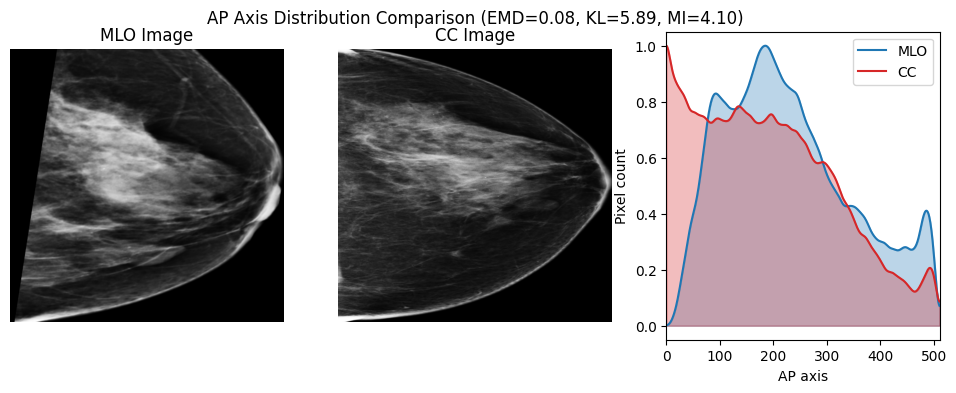 AP Axis Distribution Comparison (EMD=0.08, KL=5.89, MI=4.10)
MLO Image
CC Image
MLO
CC
Pixel count
1.0
0.8
0.6
0.4
0.2
0.0
0 100 200 300 400 500
AP axis